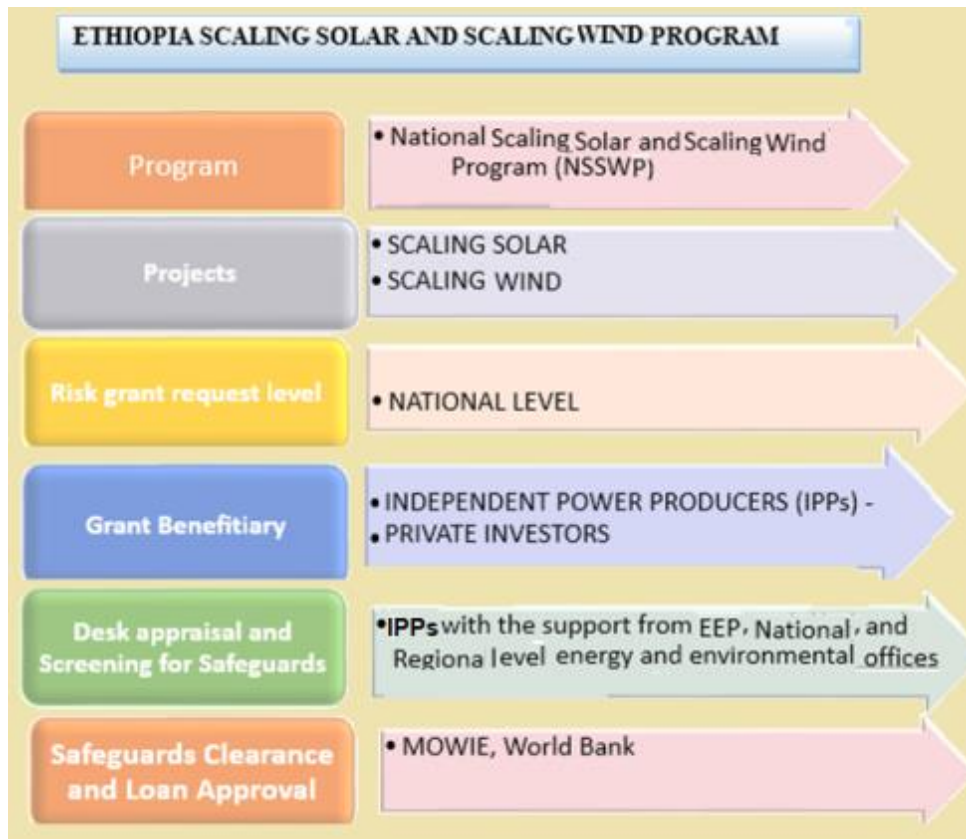 ETHIOPIA SCALING SOLAR AND SCALING WIND PROGRAM
Program
• National Scaling Solar and Scaling Wind
Program (NSSWP)
Projects
• SCALING SOLAR
• SCALING WIND
Risk grant request level
• NATIONAL LEVEL
Grant Benefitiary
• INDEPENDENT POWER PRODUCERS (IPPs) -
• PRIVATE INVESTORS
Desk appraisal and
Screening for Safeguards
•IPPs with the support from EEP, National, and
Regiona level energy and environmental offices
Safeguards Clearance
and Loan Approval
• MOWIE, World Bank